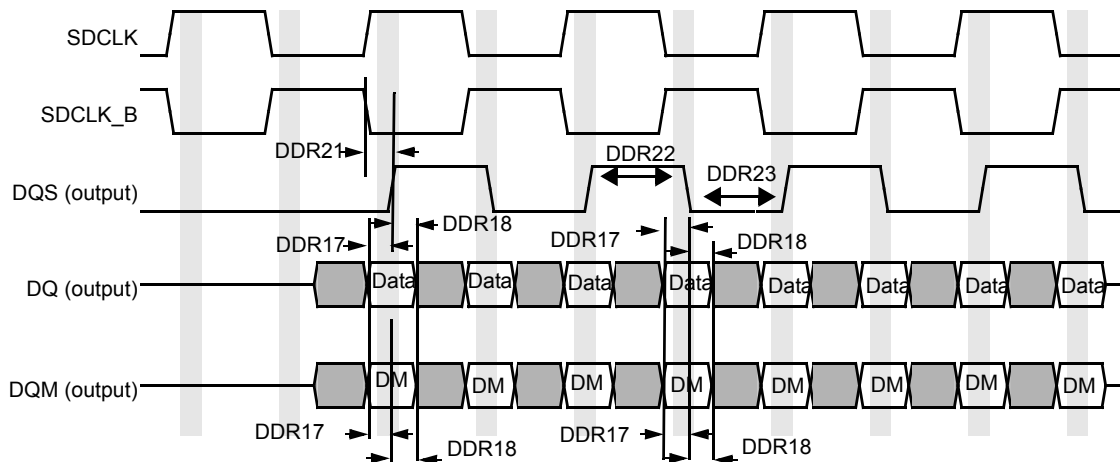 SDCLK
SDCLK_B
DDR21
DDR22
DDR23
DQS (output)
DDR18
DDR17
DDR17
DDR18
DQ (output)
Data Data Data Data Data Data Data Data
DQM (output)
DM DM DM DM DM DM DM DM
DDR17
DDR18
DDR17
DDR18